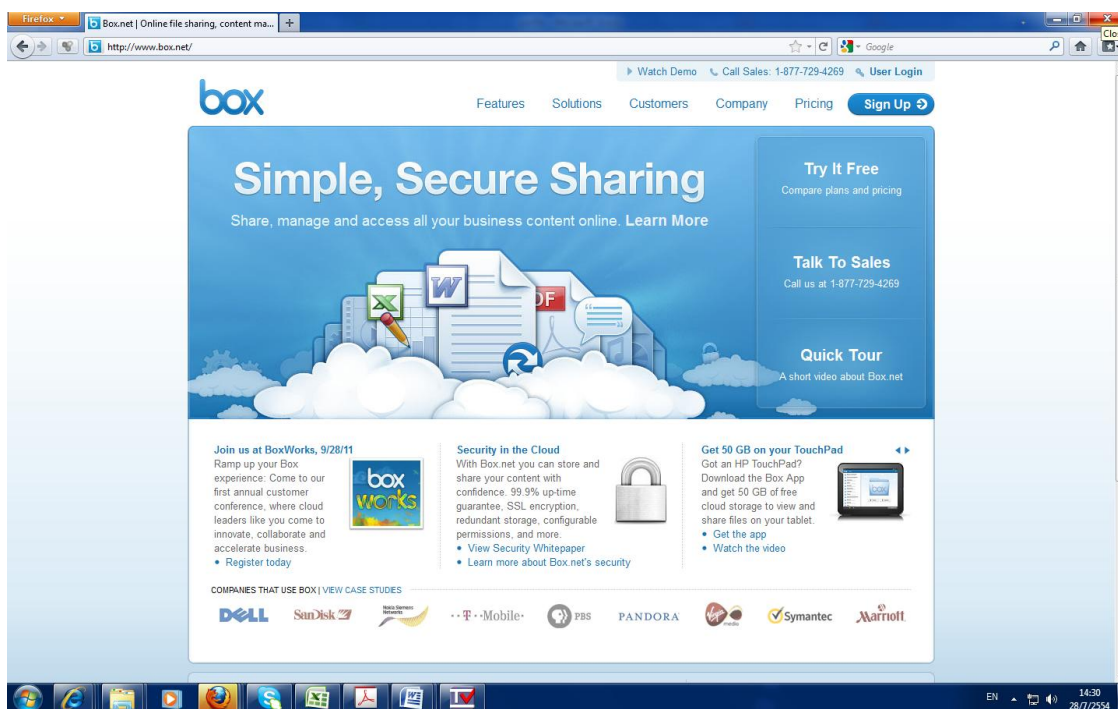 Firefox
Box.net | Online file sharing, content ma...
http://www.box.net/
Google
Clo
Watch Demo Call Sales: 1-877-729-4269 User Login
box
Features Solutions Customers Company Pricing Sign Up
Simple, Secure Sharing
Share, manage and access all your business content online. Learn More
Try It Free
Compare plans and pricing
Talk To Sales
Call us at 1-877-729-4269
Quick Tour
A short video about Box.net
W
X
DF
Join us at BoxWorks, 9/28/11
Ramp up your Box
experience: Come to our
first annual customer
conference, where cloud
leaders like you come to
innovate, collaborate and
accelerate business.
• Register today
box
works
Security in the Cloud
With Box.net you can store and
share your content with
confidence. 99.9% up-time
guarantee, SSL encryption,
redundant storage, configurable
permissions, and more.
• View Security Whitepaper
• Learn more about Box.net's security
Get 50 GB on your TouchPad
Got an HP TouchPad?
Download the Box App
and get 50 GB of free
cloud storage to view and
share files on your tablet.
• Get the app
• Watch the video
COMPANIES THAT USE BOX | VIEW CASE STUDIES
DELL SanDisk Nokia Siemens Networks T Mobile PBS PANDORA Virgin media Symantec Marriott
EN 14:30
28/7/2554